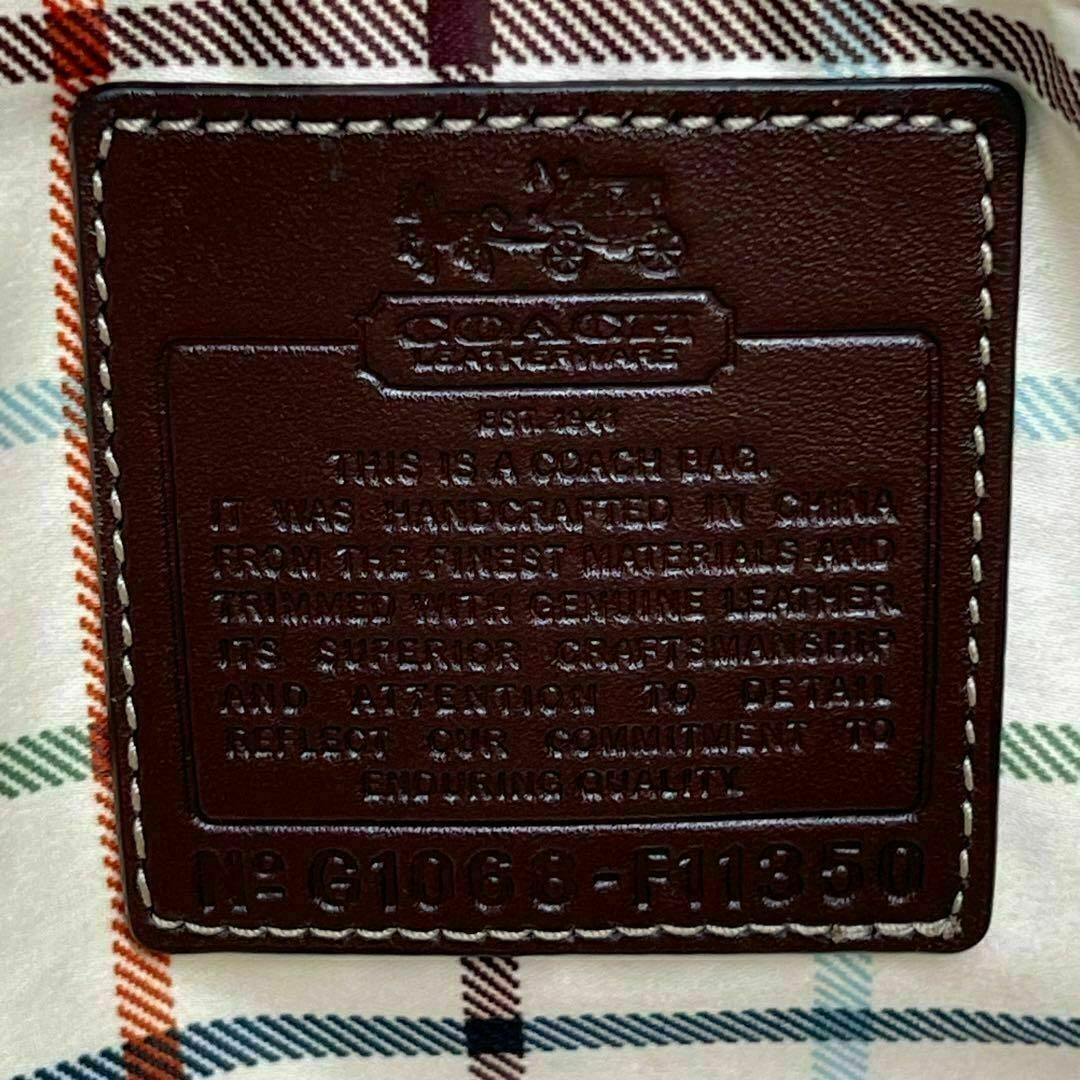 COACH
LEATHERWARE
EST. 1941
THIS IS A COACH BAG.
IT WAS HANDCRAFTED IN CHINA
FROM THE FINEST MATERIALS AND
TRIMMED WITH GENUINE LEATHER.
ITS SUPERIOR CRAFTSMANSHIP
AND ATTENTION TO DETAIL
REFLECT OUR COMMITMENT TO
ENDURING QUALITY.
Nº G1068-F11350